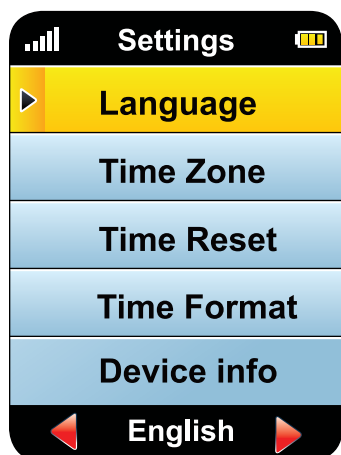 Settings
Language
Time Zone
Time Reset
Time Format
Device info
English